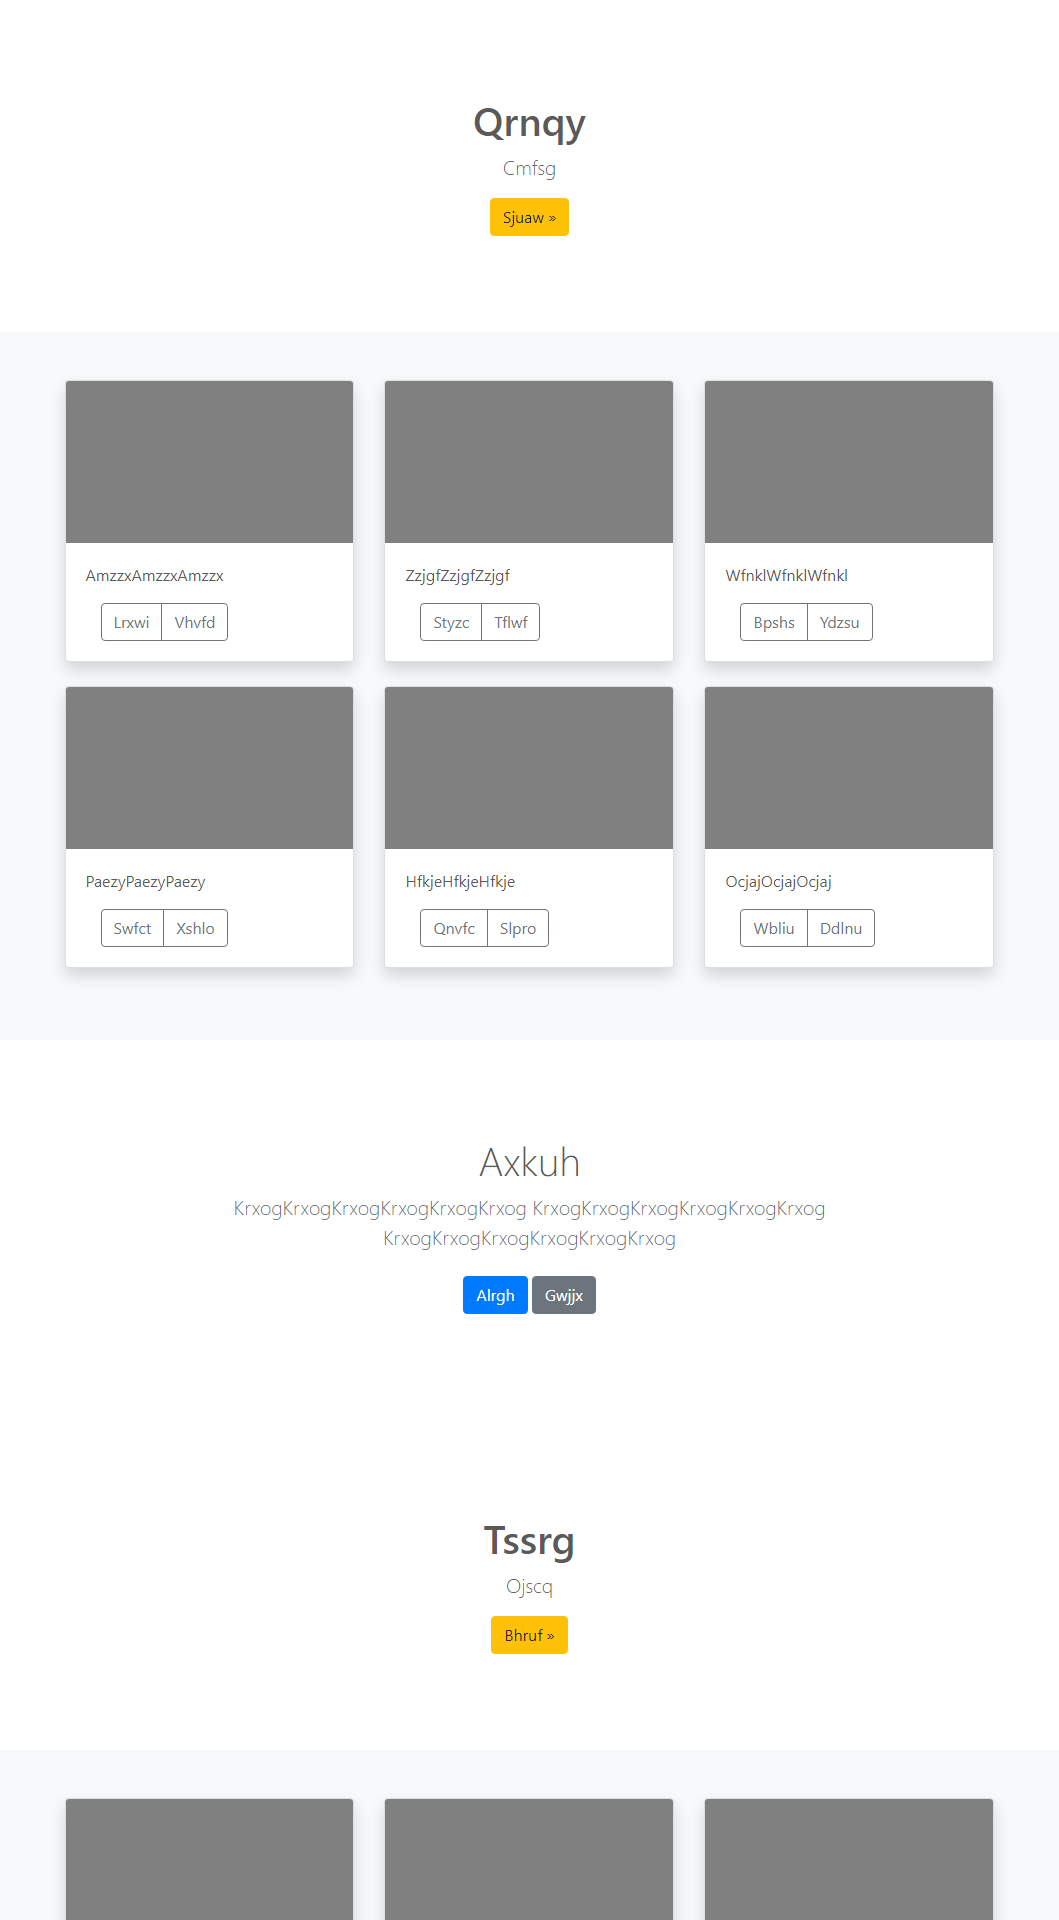 Qrnqy
Cmfsg
Sjuaw »
AmzzxAmzzxAmzzx
Lrxwi Vhvfd
ZzjgfZzjgfZzjgf
Styzc Tflwf
WfnklWfnklWfnkl
Bpshs Ydzsu
PaezyPaezyPaezy
Swfct Xshlo
HfkjeHfkjeHfkje
Qnvfc Slpro
OcjajOcjajOcjaj
Wbliu Ddlnu
Axkuh
KrxogKrxogKrxogKrxogKrxogKrxog KrxogKrxogKrxogKrxogKrxogKrxog
KrxogKrxogKrxogKrxogKrxogKrxog
Alrgh Gwjjx
Tssrg
Ojscq
Bhruf »